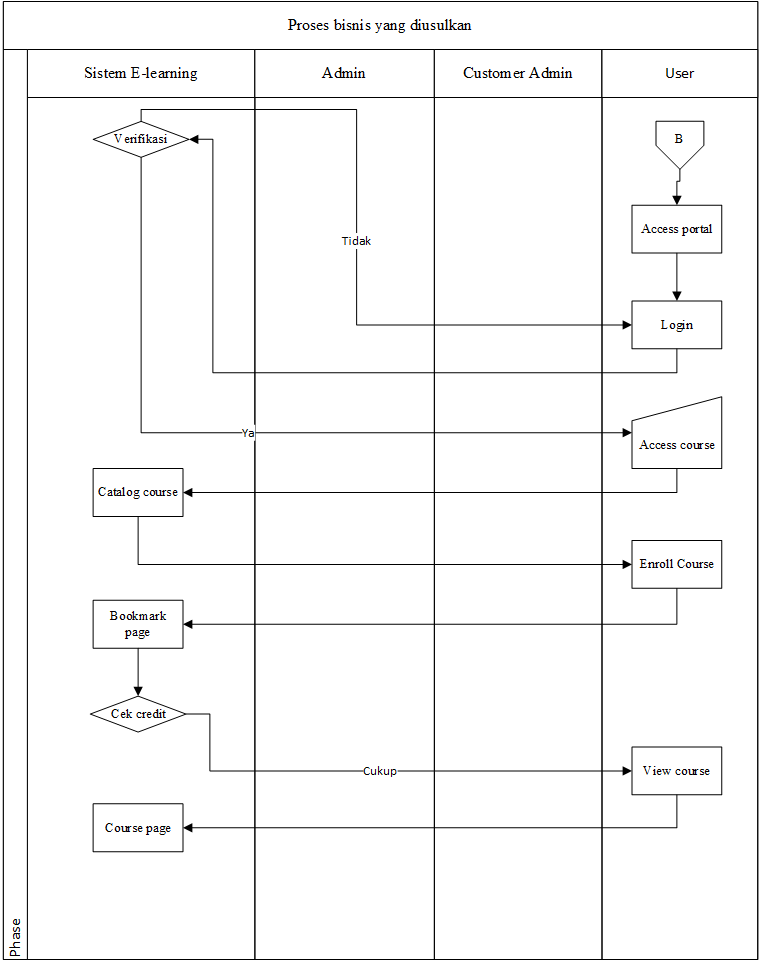 Proses bisnis yang diusulkan
Sistem E-learning
Admin
Customer Admin
User
Verifikasi
B
Access portal
Tidak
Login
Ya
Access course
Catalog course
Enroll Course
Bookmark
page
Cek credit
Cukup
View course
Course page
Phase